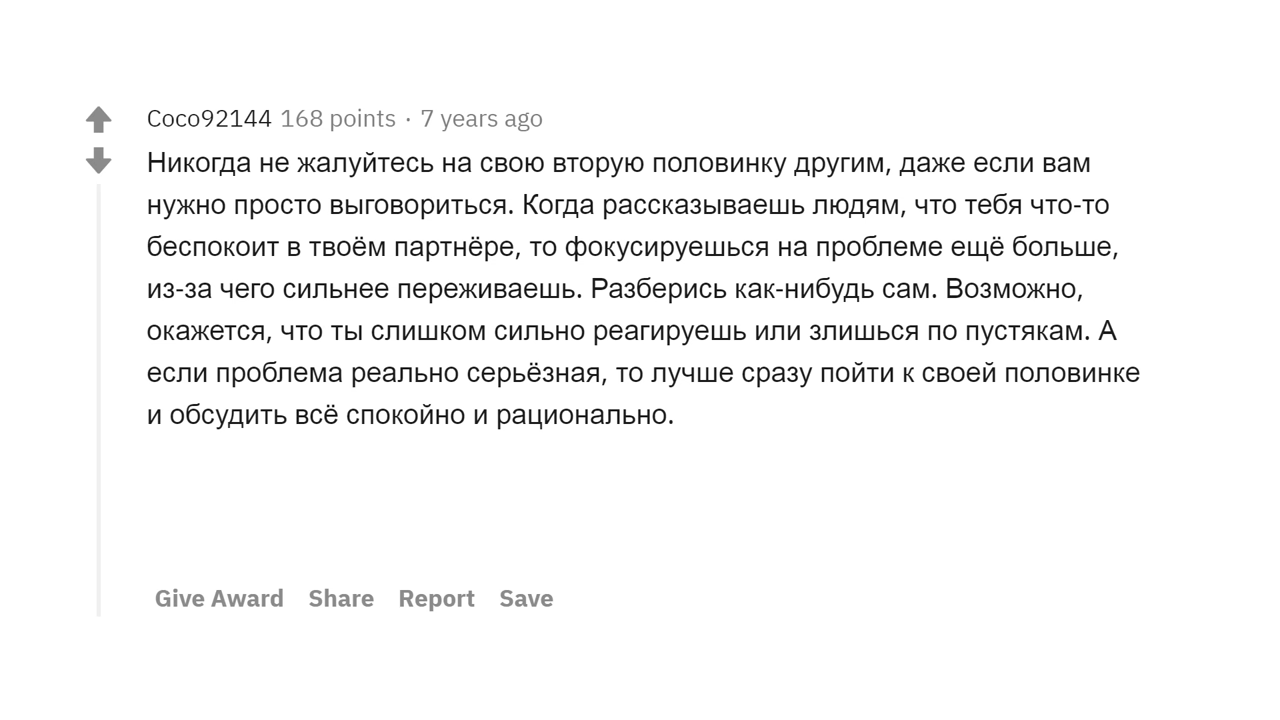 Coco92144 168 points · 7 years ago
Никогда не жалуйтесь на свою вторую половинку другим, даже если вам
нужно просто выговориться. Когда рассказываешь людям, что тебя что-то
беспокоит в твоём партнёре, то фокусируешься на проблеме ещё больше,
из-за чего сильнее переживаешь. Разберись как-нибудь сам. Возможно,
окажется, что ты слишком сильно реагируешь или злишься по пустякам. А
если проблема реально серьёзная, то лучше сразу пойти к своей половинке
и обсудить всё спокойно и рационально.
Give Award Share Report Save